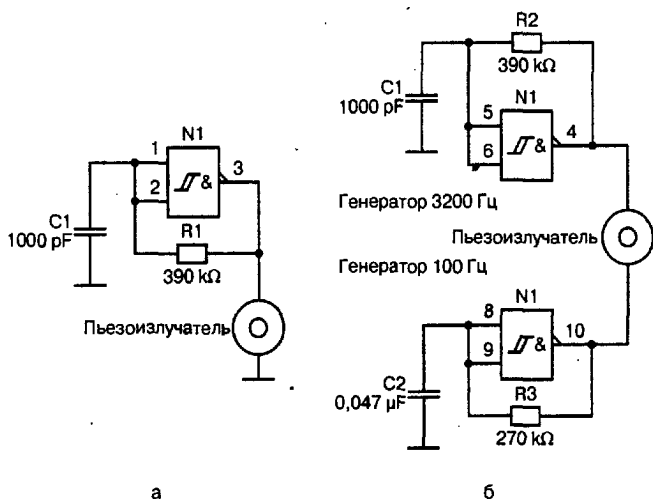 R2
390 kΩ
C1
1000 pF
N1
5
6
&
4
Генератор 3200 Гц
Пьезоизлучатель
Генератор 100 Гц
N1
8
9
&
10
C2
0,047 µF
R3
270 kΩ
б
N1
1
2
&
3
C1
1000 pF
R1
390 kΩ
Пьезоизлучатель
а